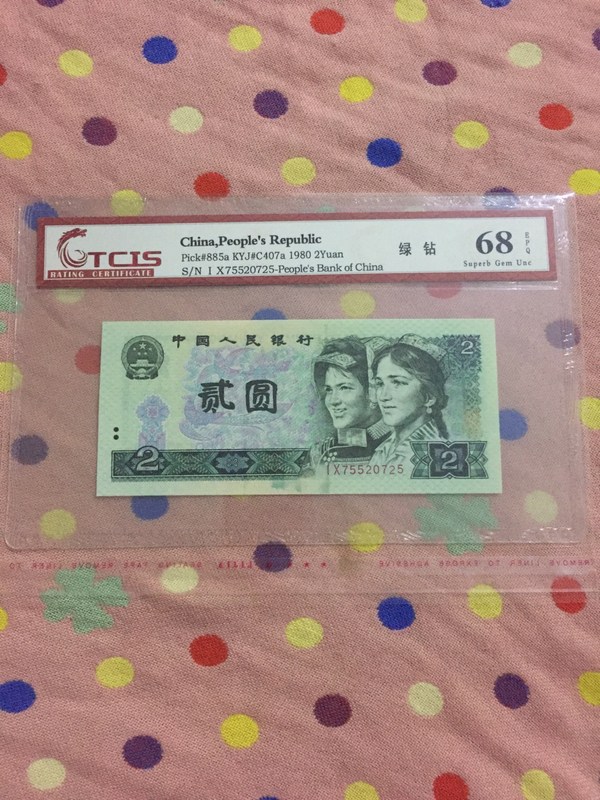 TCIS
RATING CERTIFICATE
China,People's Republic
Pick#885a KYJ#C407a 1980 2Yuan
S/N I X75520725-People's Bank of China
绿钻
68 EPQ
Superb Gem Unc
中国人民银行
2
贰圆
IX75520725
2
2